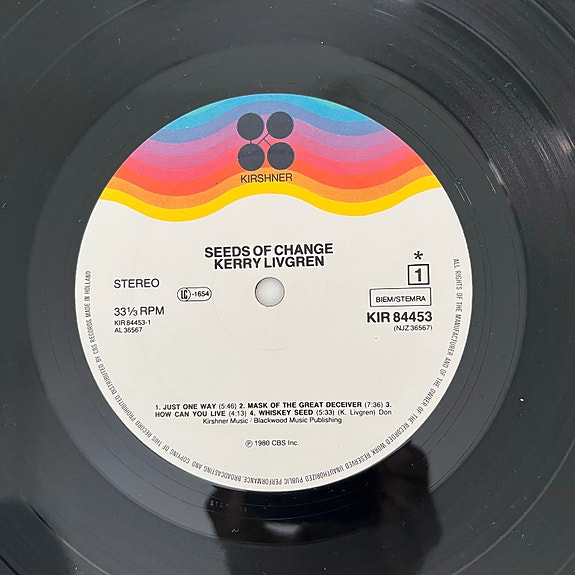 KIRSHNER
SEEDS OF CHANGE
KERRY LIVGREN
STEREO
LC -1654
33⅓ RPM
KIR 84453-1
AL 36567
*
1
BIEM/STEMRA
KIR 84453
(NJZ 36567)
1. JUST ONE WAY (5:46) 2. MASK OF THE GREAT DECEIVER (7:36) 3.
HOW CAN YOU LIVE (4:13) 4. WHISKEY SEED (5:33) (K. Livgren) Don
Kirshner Music / Blackwood Music Publishing
℗ 1980 CBS Inc.
ALL RIGHTS OF THE MANUFACTURER AND OF THE OWNER OF THE RECORDED WORK RESERVED. UNAUTHORIZED PUBLIC PERFORMANCE, BROADCASTING AND COPYING OF THIS RECORD PROHIBITED. DISTRIBUTED BY CBS RECORDS. MADE IN HOLLAND